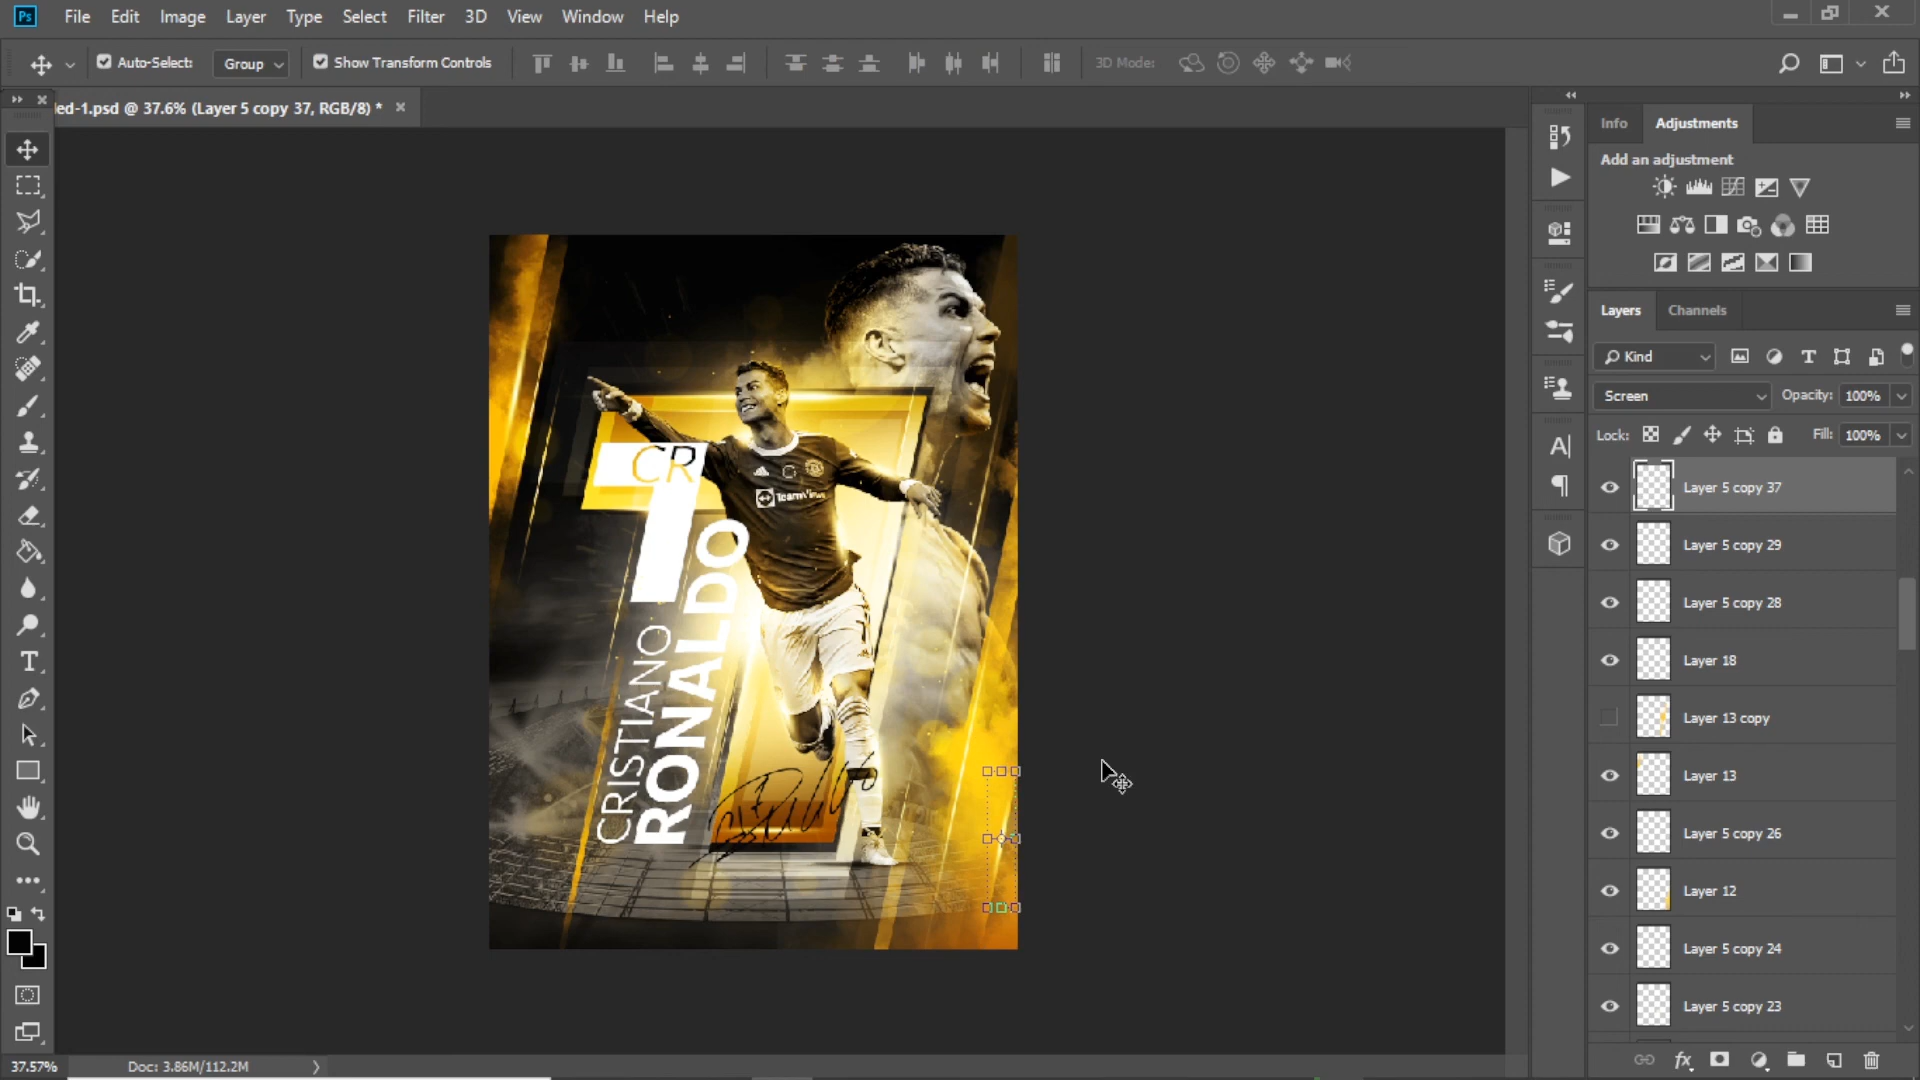 Ps File Edit Image Layer Type Select Filter 3D View Window Help
Auto-Select: Group Show Transform Controls 3D Mode:
ed-1.psd @ 37.6% (Layer 5 copy 37, RGB/8) *
Info Adjustments
Add an adjustment
Layers Channels
Kind
Screen Opacity: 100%
Lock: Fill: 100%
Layer 5 copy 37
Layer 5 copy 29
Layer 5 copy 28
Layer 18
Layer 13 copy
Layer 13
Layer 5 copy 26
Layer 12
Layer 5 copy 24
Layer 5 copy 23
fx
CR
TeamView
CRISTIANO
RONALDO
37.57% Doc: 3.86M/112.2M